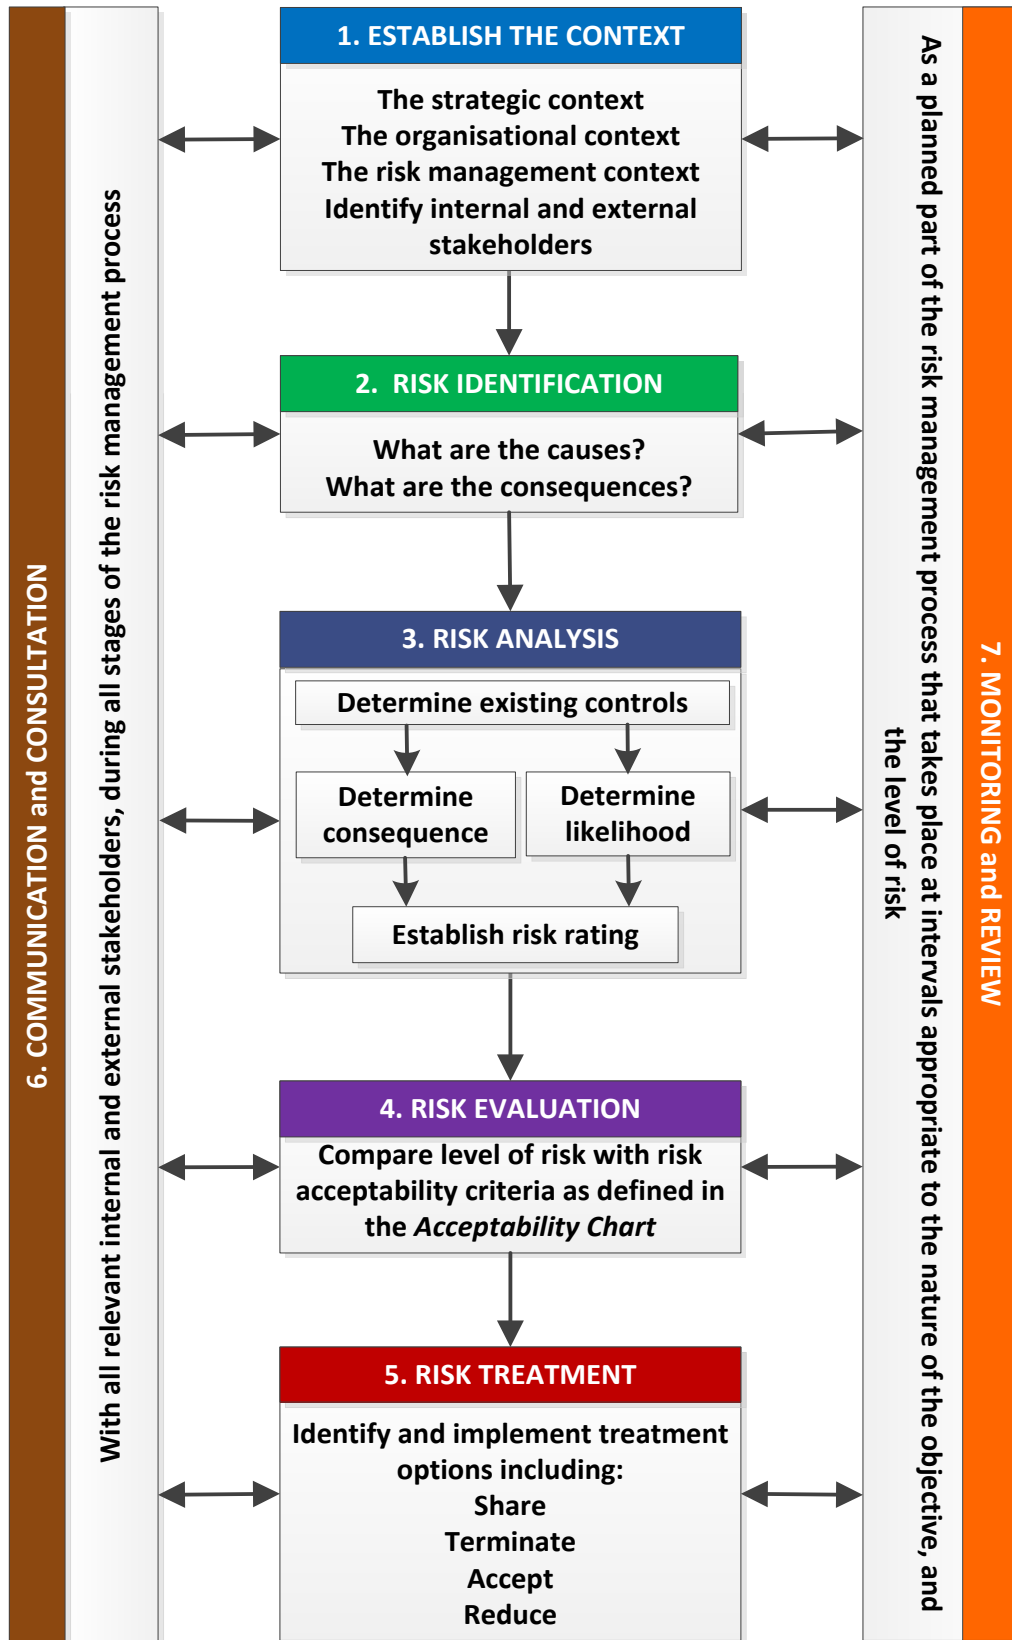 1. ESTABLISH THE CONTEXT
The strategic context
The organisational context
The risk management context
Identify internal and external
stakeholders
2. RISK IDENTIFICATION
What are the causes?
What are the consequences?
3. RISK ANALYSIS
Determine existing controls
Determine
consequence
Determine
likelihood
Establish risk rating
4. RISK EVALUATION
Compare level of risk with risk
acceptability criteria as defined in
the Acceptability Chart
5. RISK TREATMENT
Identify and implement treatment
options including:
Share
Terminate
Accept
Reduce
6. COMMUNICATION and CONSULTATION
With all relevant internal and external stakeholders, during all stages of the risk management process
7. MONITORING and REVIEW
As a planned part of the risk management process that takes place at intervals appropriate to the nature of the objective, and
the level of risk